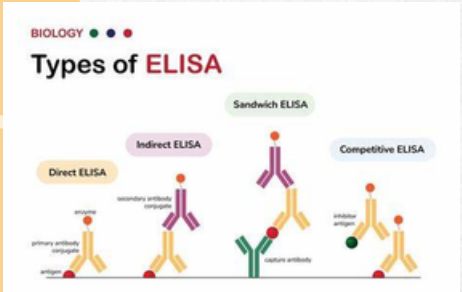 BIOLOGY
Types of ELISA
Sandwich ELISA
Indirect ELISA
Competitive ELISA
Direct ELISA
secondary antibody
conjugate
enzyme
inhibitor
antigen
primary antibody
conjugate
capture antibody
antigen